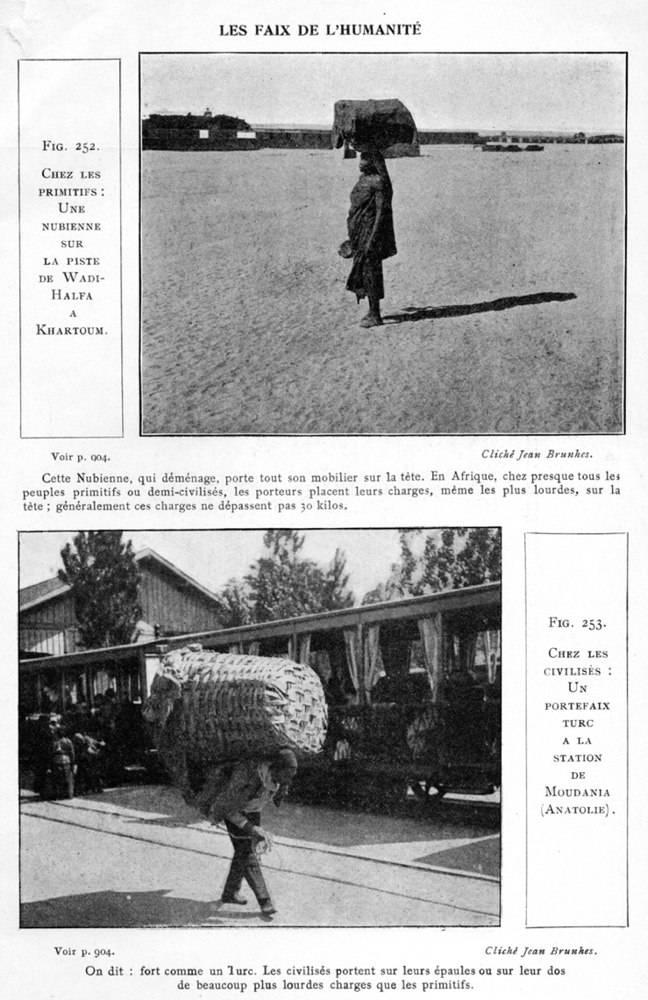 LES FAIX DE L'HUMANITÉ
FIG. 252.
CHEZ LES
PRIMITIFS :
UNE
NUBIENNE
SUR
LA PISTE
DE WADI-
HALFA
A
KHARTOUM.
Voir p. 904.
Cliché Jean Brunhes.
Cette Nubienne, qui déménage, porte tout son mobilier sur la tête. En Afrique, chez presque tous les
peuples primitifs ou demi-civilisés, les porteurs placent leurs charges, même les plus lourdes, sur la
tête ; généralement ces charges ne dépassent pas 30 kilos.
FIG. 253.
CHEZ LES
CIVILISÉS :
UN
PORTEFAIX
TURC
A LA
STATION
DE
MOUDANIA
(ANATOLIE).
Voir p. 904.
Cliché Jean Brunhes.
On dit : fort comme un Turc. Les civilisés portent sur leurs épaules ou sur leur dos
de beaucoup plus lourdes charges que les primitifs.